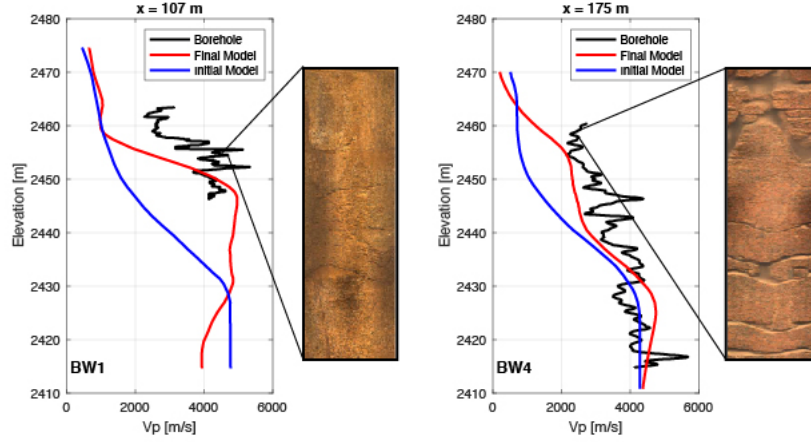 x = 107 m
2480
2470
2460
2450
2440
2430
2420
2410
Elevation [m]
Borehole
Final Model
Initial Model
BW1
0
2000
4000
6000
Vp [m/s]
x = 175 m
2480
2470
2460
2450
2440
2430
2420
2410
Elevation [m]
Borehole
Final Model
Initial Model
BW4
0
2000
4000
6000
Vp [m/s]